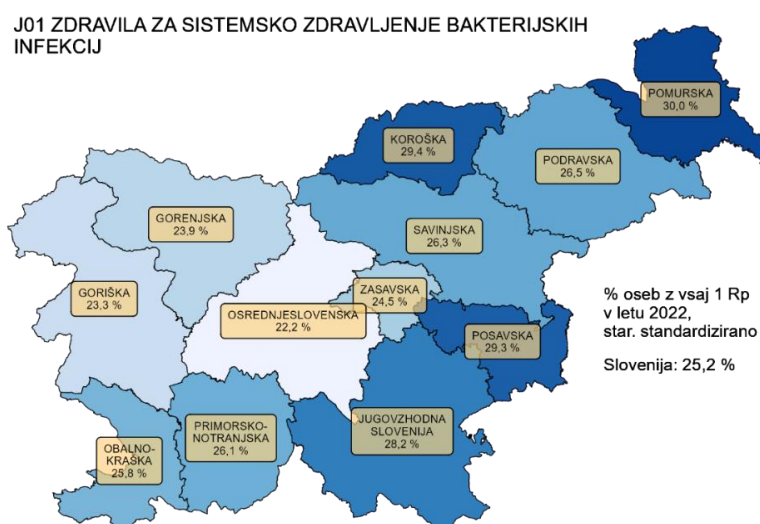 J01 ZDRAVILA ZA SISTEMSKO ZDRAVLJENJE BAKTERIJSKIH
INFEKCIJ
POMURSKA
30,0 %
KOROŠKA
29,4 %
PODRAVSKA
26,5 %
GORENJSKA
23,9 %
SAVINJSKA
26,3 %
GORIŠKA
23,3 %
ZASAVSKA
24,5 %
OSREDNJESLOVENSKA
22,2 %
POSAVSKA
29,3 %
% oseb z vsaj 1 Rp
v letu 2022,
star. standardizirano
Slovenija: 25,2 %
PRIMORSKO-
NOTRANJSKA
26,1 %
JUGOVZHODNA
SLOVENIJA
28,2 %
OBALNO-
KRAŠKA
25,8 %